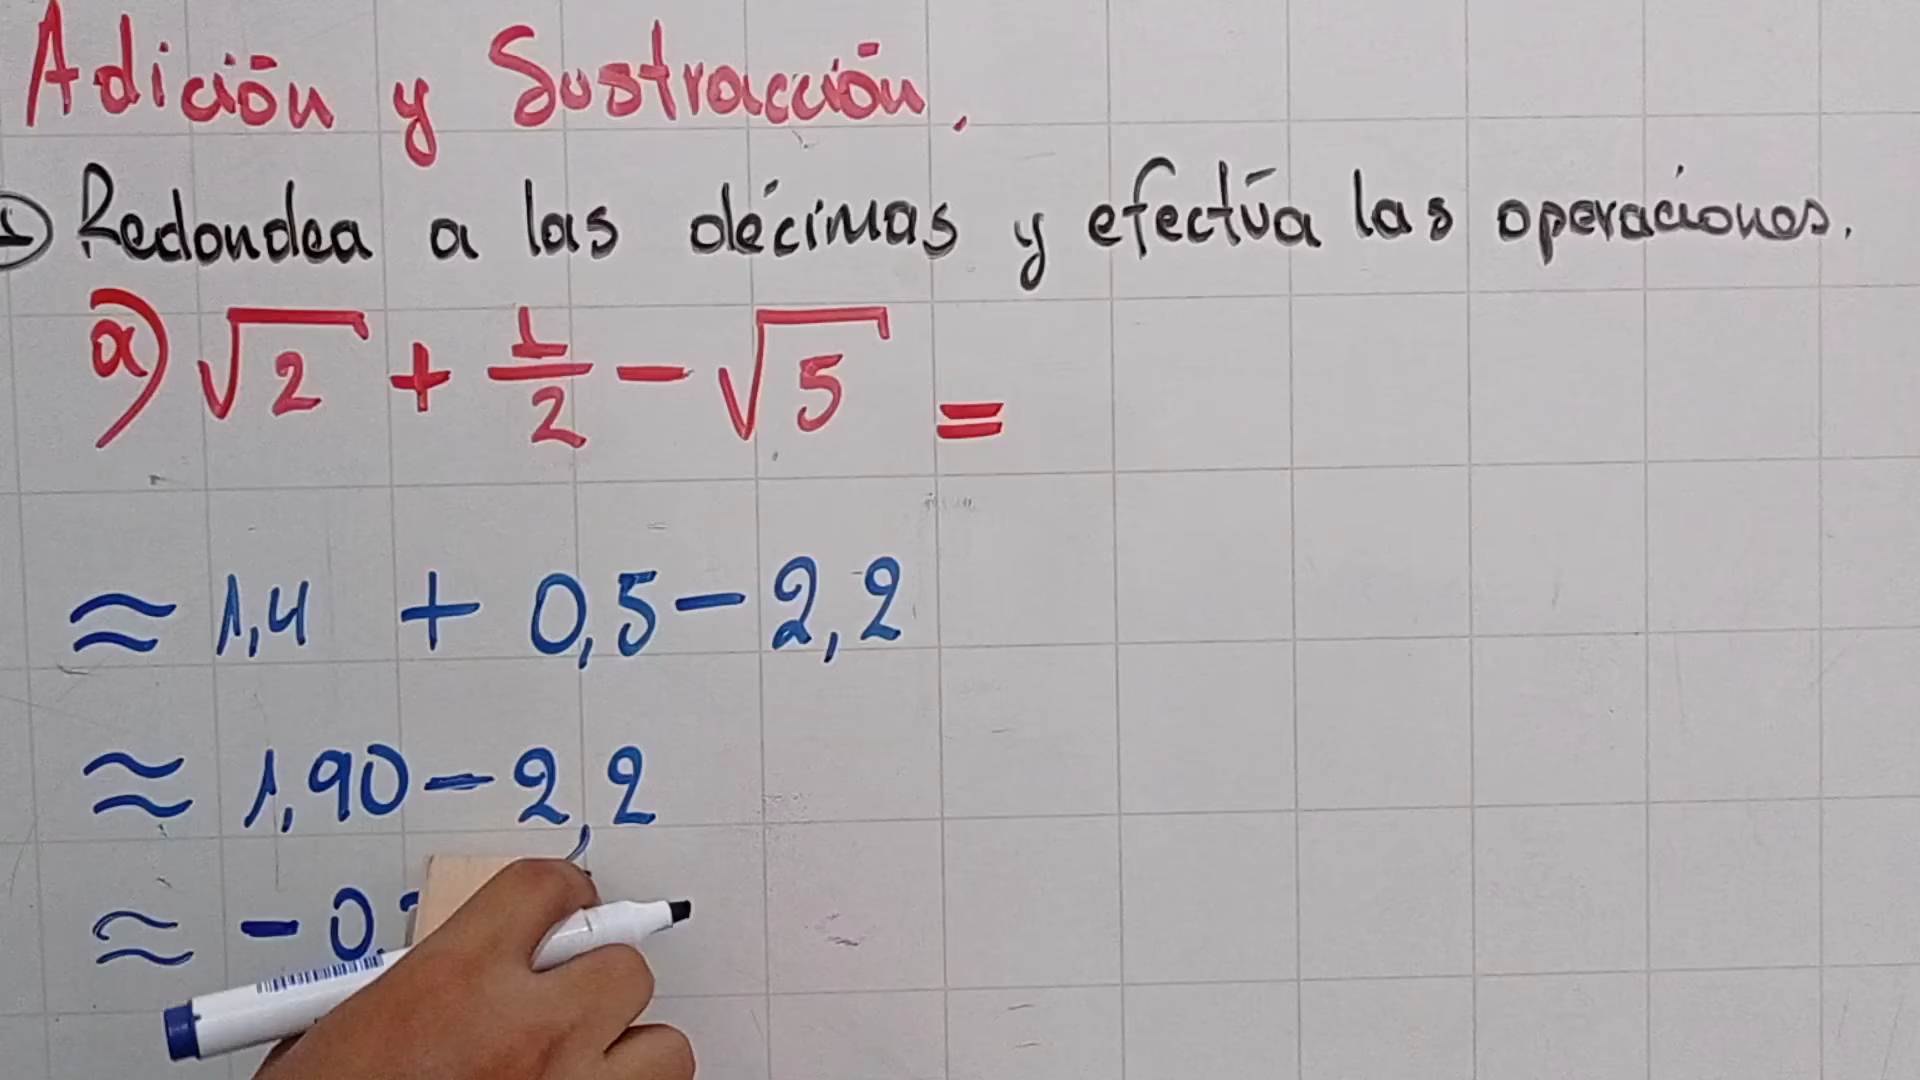 Adición y Sustracción.
1) Redondea a las décimas y efectúa las operaciones.
a) √2 + 1/2 - √5 =
≈ 1,4 + 0,5 - 2,2
≈ 1,90 - 2,2
≈ - 0,